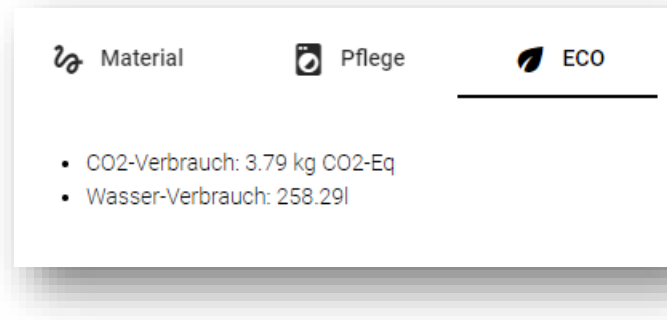 Material Pflege ECO
CO2-Verbrauch: 3.79 kg CO2-Eq
Wasser-Verbrauch: 258.29l